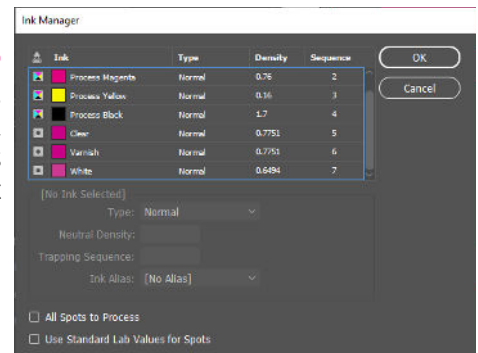 Ink Manager
Ink Type Density Sequence
Process Magenta Normal 0.76 2
Process Yellow Normal 0.16 3
Process Black Normal 1.7 4
Clear Normal 0.7751 5
Varnish Normal 0.7751 6
White Normal 0.6494 7
OK
Cancel
[No Ink Selected]
Type: Normal
Neutral Density:
Trapping Sequence:
Ink Alias: [No Alias]
All Spots to Process
Use Standard Lab Values for Spots